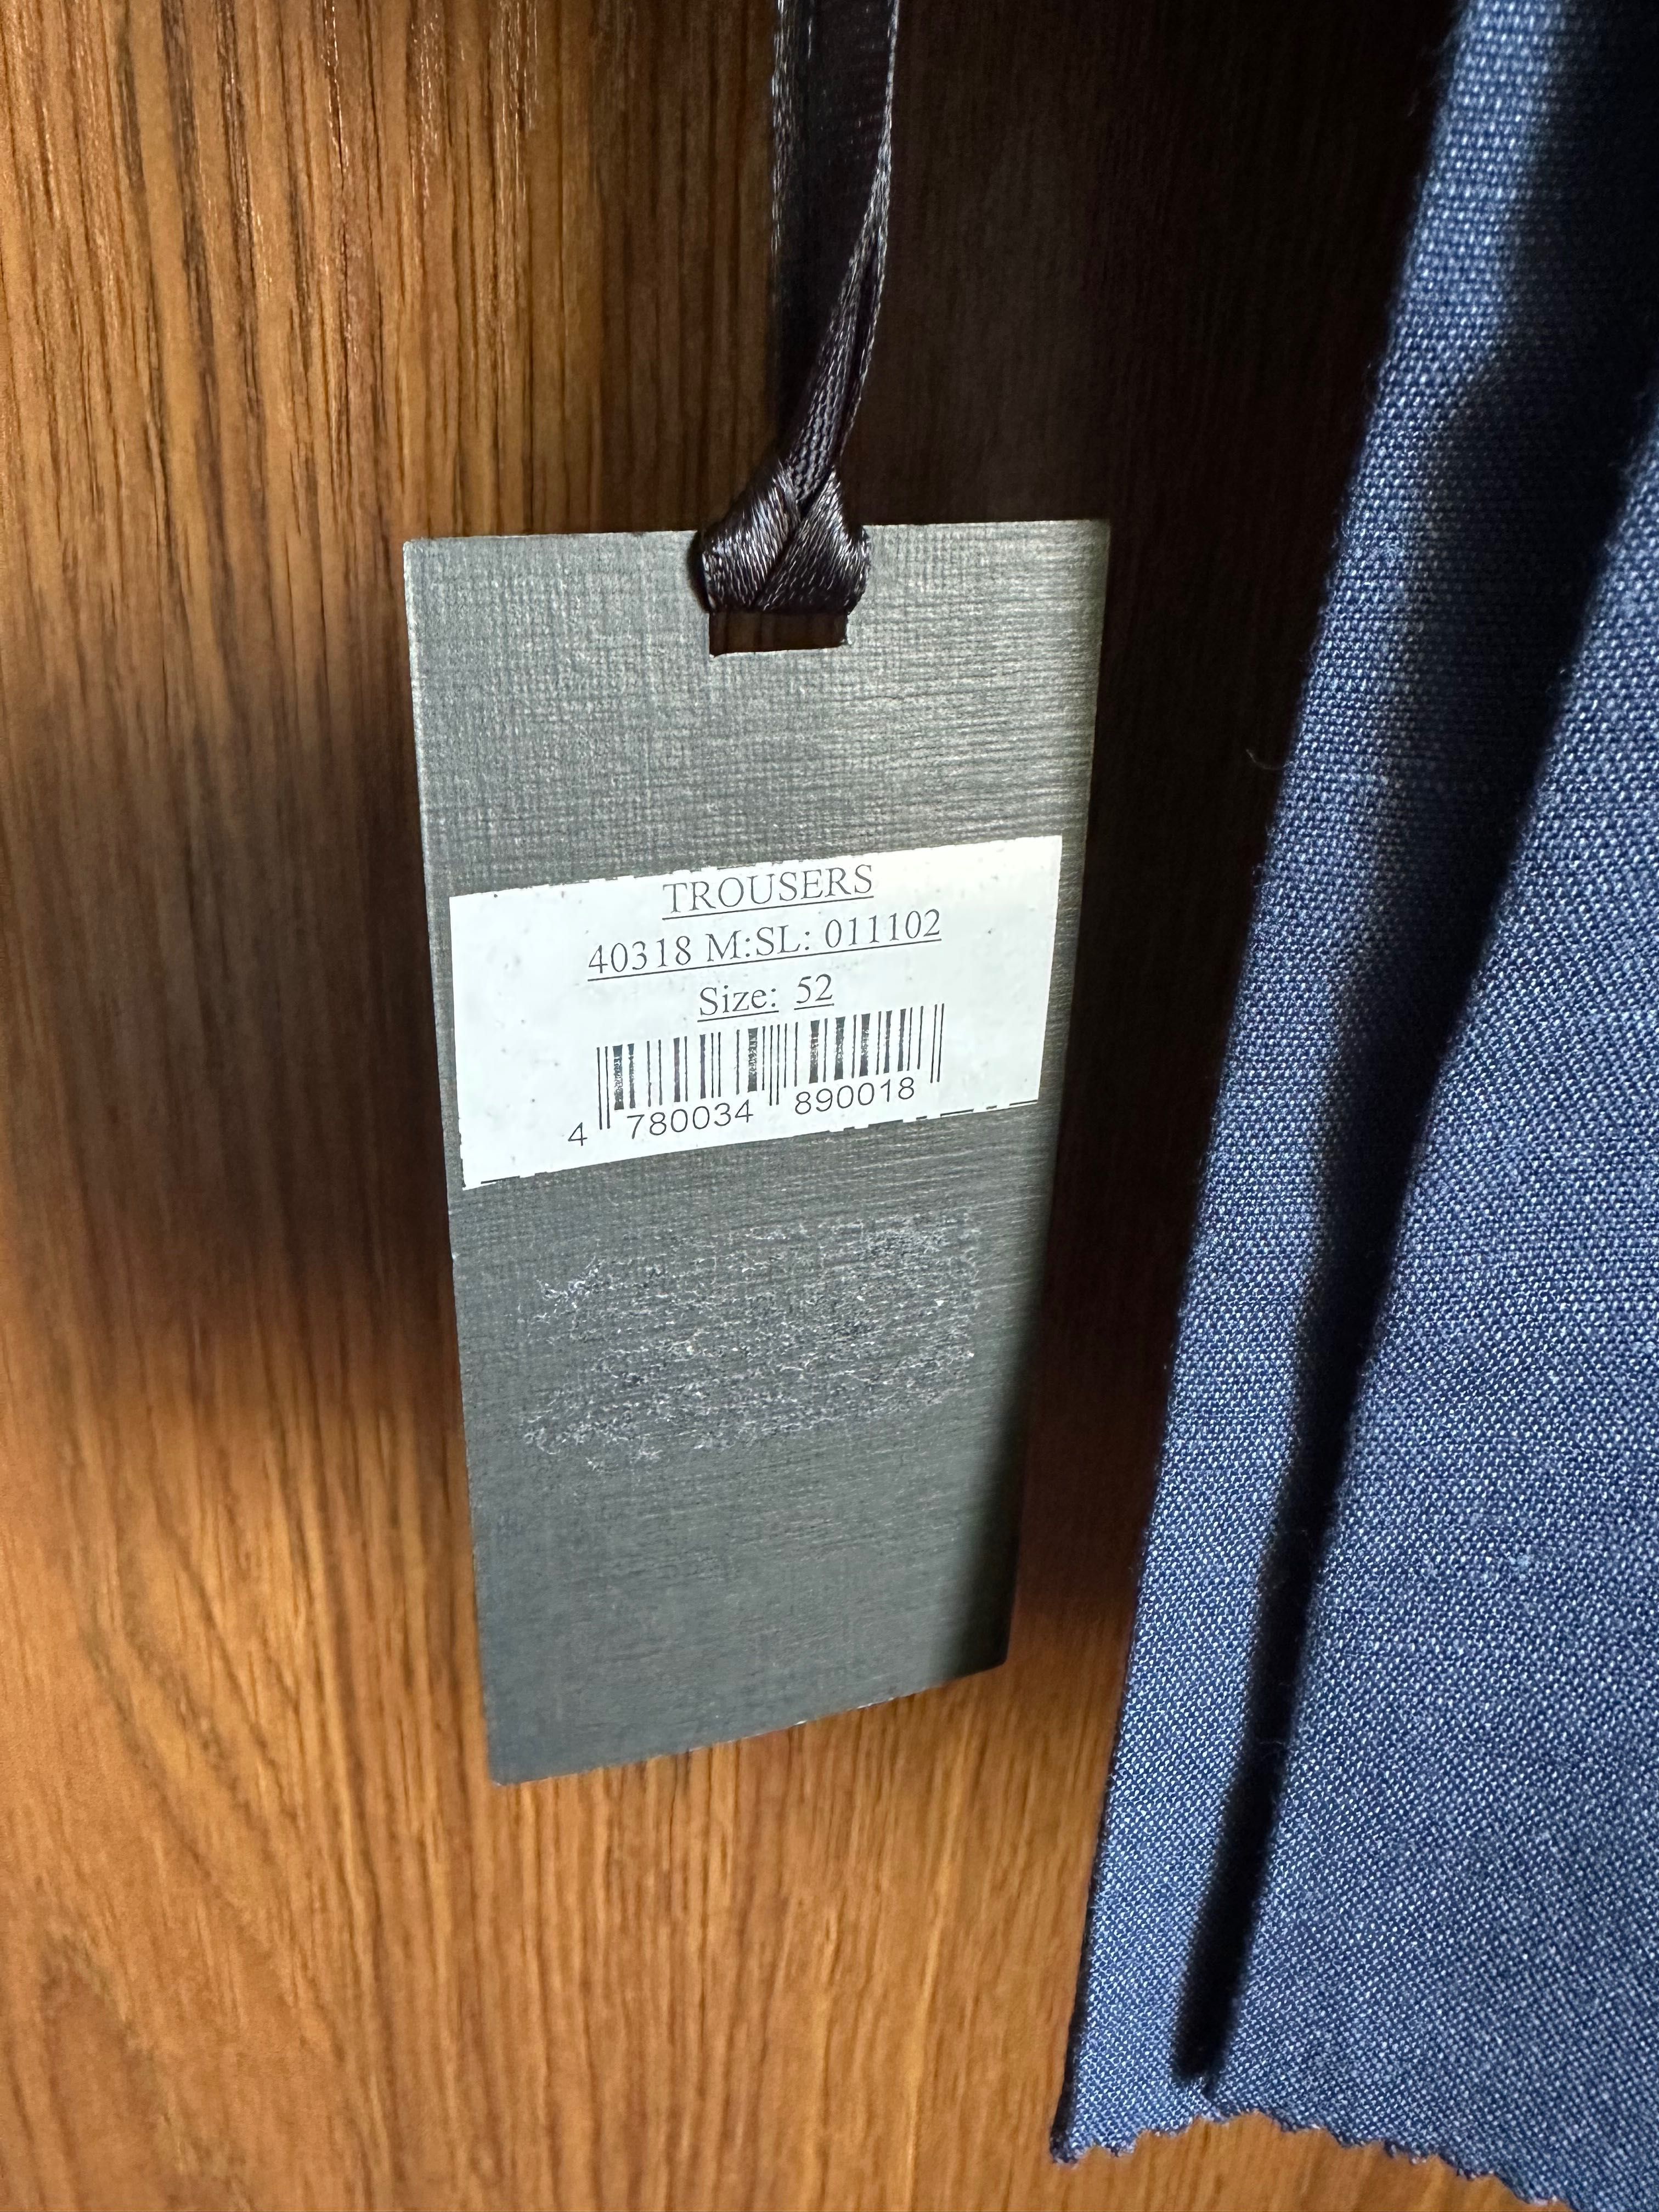 TROUSERS
40318 M:SL: 011102
Size: 52
4 780034 890018